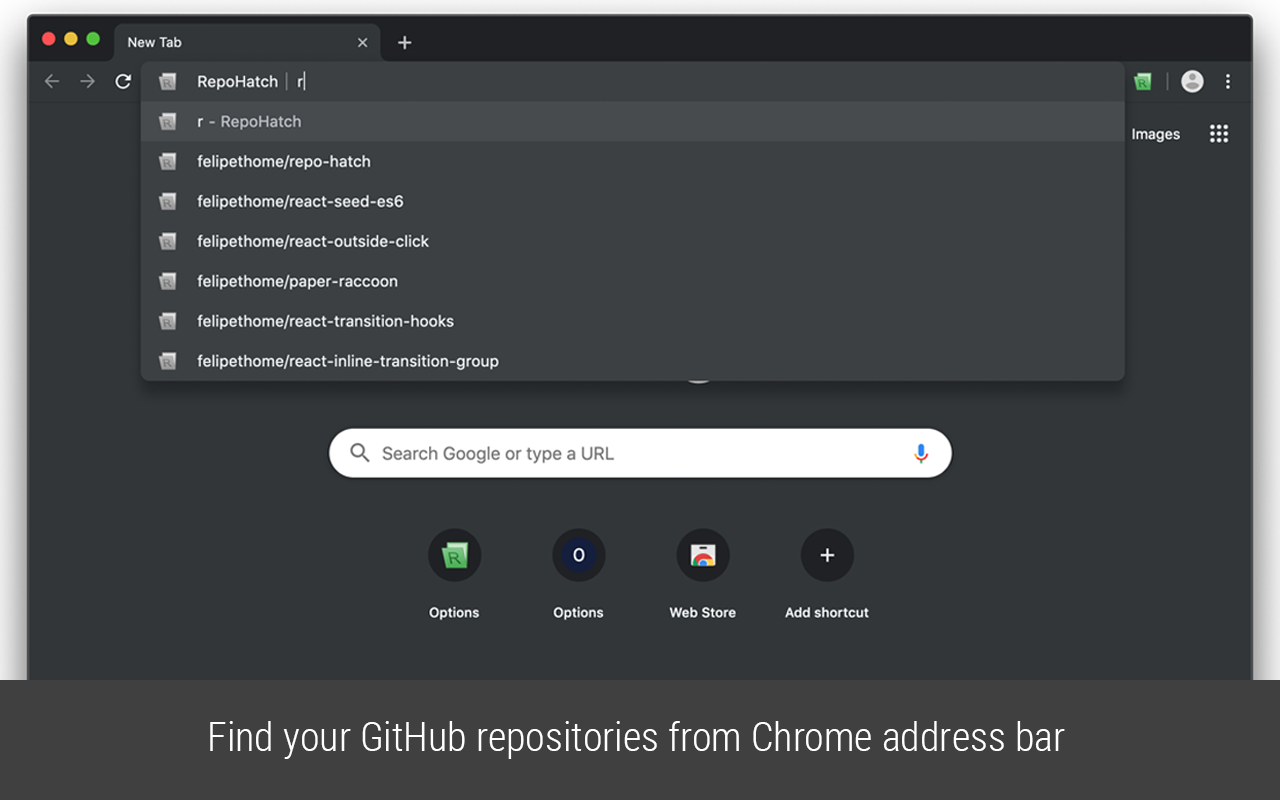 New Tab
RepoHatch | r
r - RepoHatch
Images
felipethome/repo-hatch
felipethome/react-seed-es6
felipethome/react-outside-click
felipethome/paper-raccoon
felipethome/react-transition-hooks
felipethome/react-inline-transition-group
Search Google or type a URL
R O
Options Options Web Store Add shortcut
Find your GitHub repositories from Chrome address bar